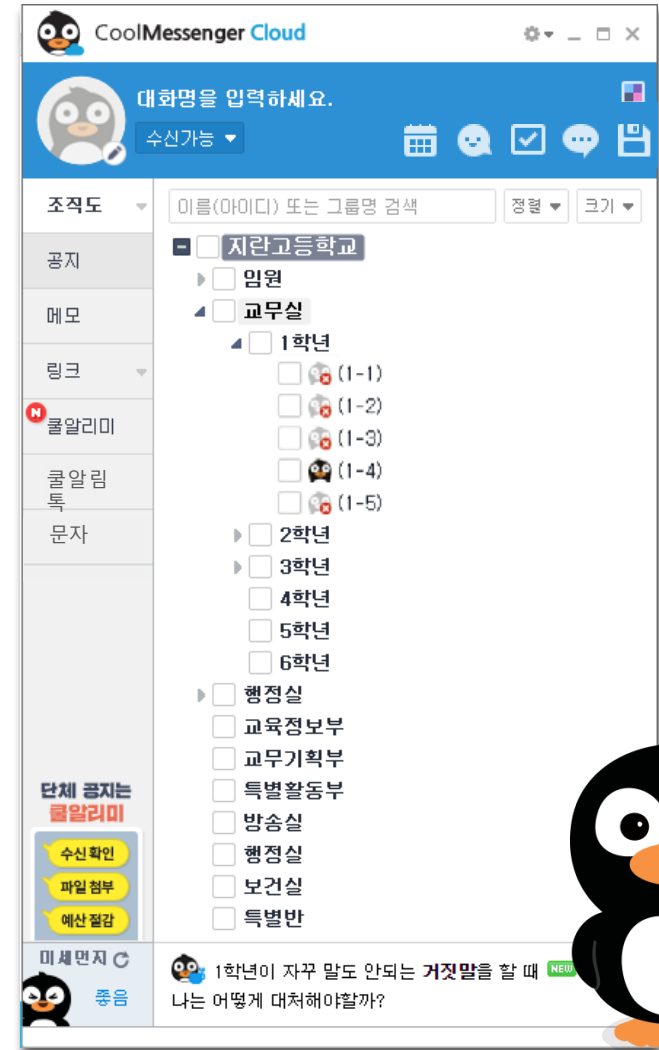 CoolMessenger Cloud
대화명을 입력하세요.
수신가능
조직도
이름(아이디) 또는 그룹명 검색
정렬
크기
공지
메모
링크
N
쿨알리미
쿨알림
톡
문자
지란고등학교
임원
교무실
1학년
(1-1)
(1-2)
(1-3)
(1-4)
(1-5)
2학년
3학년
4학년
5학년
6학년
행정실
교육정보부
교무기획부
특별활동부
방송실
행정실
보건실
특별반
단체 공지는
쿨알리미
수신확인
파일첨부
예산절감
미세먼지
좋음
1학년이 자꾸 말도 안되는 거짓말을 할 때 NEW
나는 어떻게 대처해야할까?